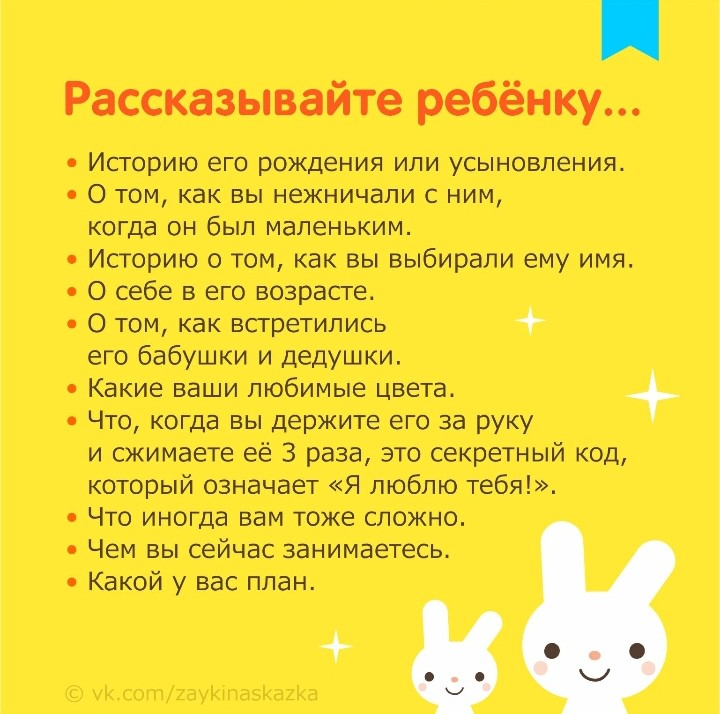 Рассказывайте ребёнку...
• Историю его рождения или усыновления.
• О том, как вы нежничали с ним,
когда он был маленьким.
• Историю о том, как вы выбирали ему имя.
• О себе в его возрасте.
• О том, как встретились
его бабушки и дедушки.
• Какие ваши любимые цвета.
• Что, когда вы держите его за руку
и сжимаете её 3 раза, это секретный код,
который означает «Я люблю тебя!».
• Что иногда вам тоже сложно.
• Чем вы сейчас занимаетесь.
• Какой у вас план.
© vk.com/zaykinaskazka